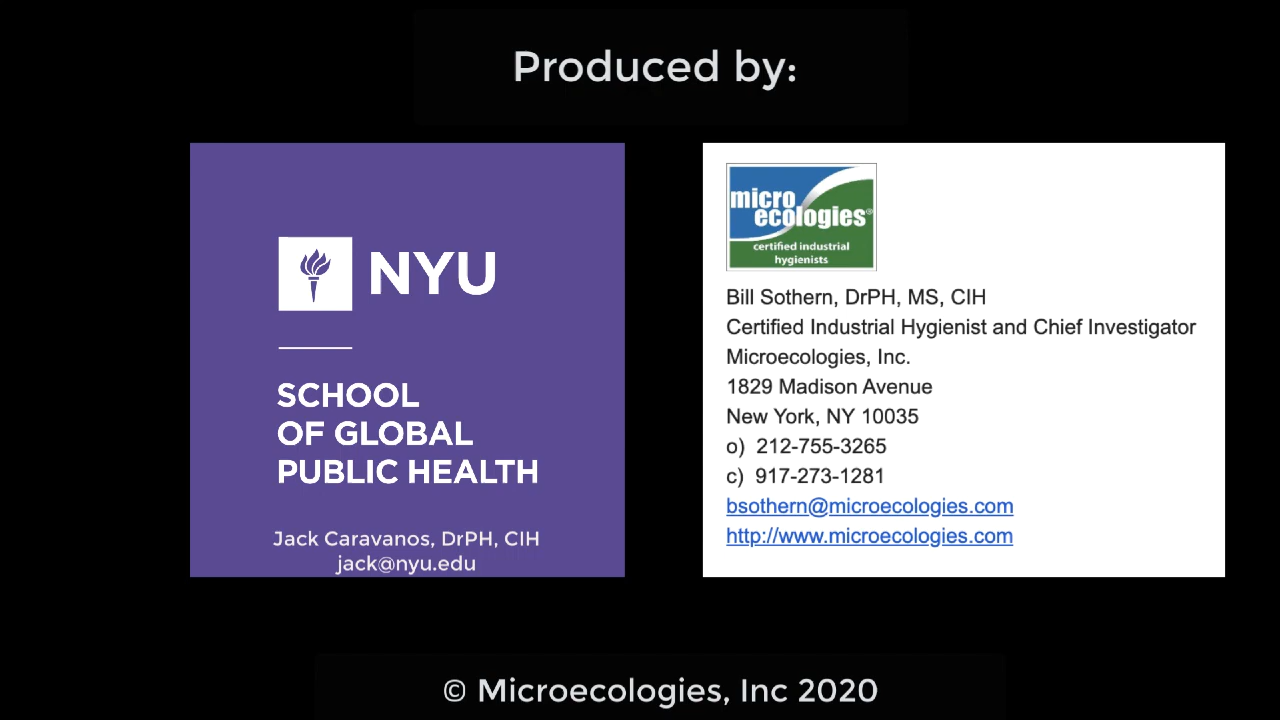 Produced by:
NYU
SCHOOL
OF GLOBAL
PUBLIC HEALTH
Jack Caravanos, DrPH, CIH
jack@nyu.edu
micro
ecologies®
certified industrial
hygienists
Bill Sothern, DrPH, MS, CIH
Certified Industrial Hygienist and Chief Investigator
Microecologies, Inc.
1829 Madison Avenue
New York, NY 10035
o) 212-755-3265
c) 917-273-1281
bsothern@microecologies.com
http://www.microecologies.com
© Microecologies, Inc 2020